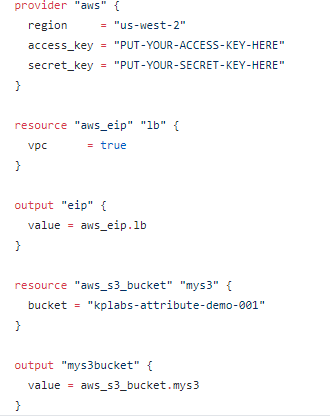 provider "aws" {
  region     = "us-west-2"
  access_key = "PUT-YOUR-ACCESS-KEY-HERE"
  secret_key = "PUT-YOUR-SECRET-KEY-HERE"
}
resource "aws_eip" "lb" {
  vpc      = true
}
output "eip" {
  value = aws_eip.lb
}
resource "aws_s3_bucket" "mys3" {
  bucket = "kplabs-attribute-demo-001"
}
output "mys3bucket" {
  value = aws_s3_bucket.mys3
}